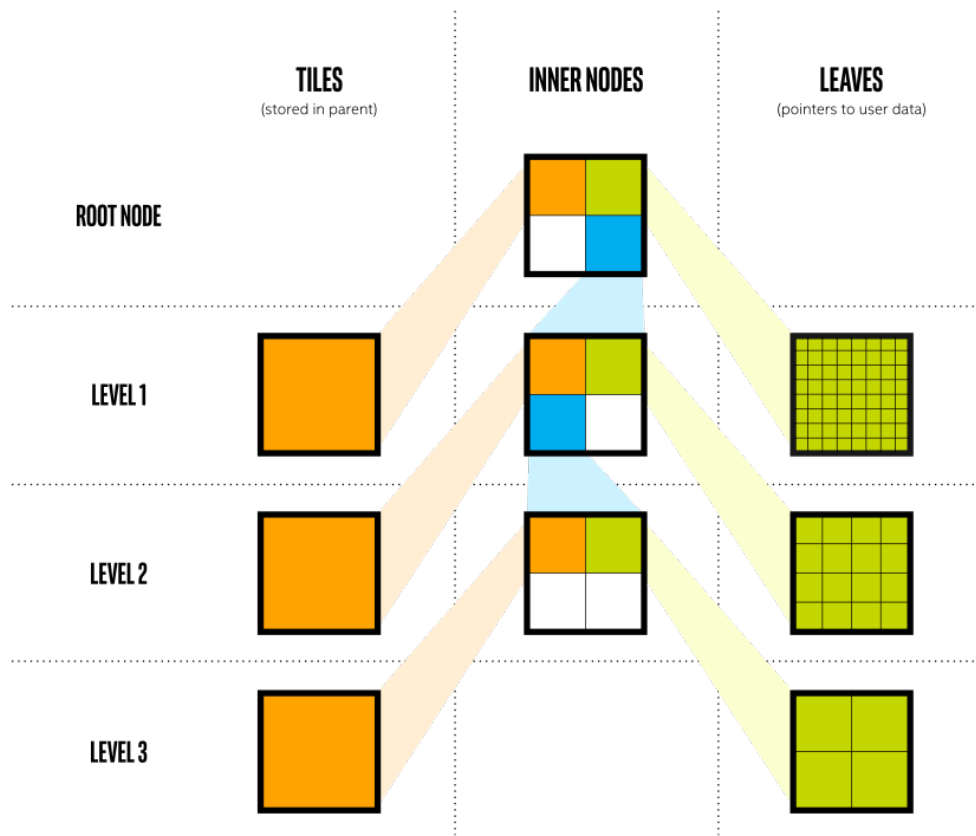 TILES
(stored in parent)
INNER NODES
LEAVES
(pointers to user data)
ROOT NODE
LEVEL 1
LEVEL 2
LEVEL 3